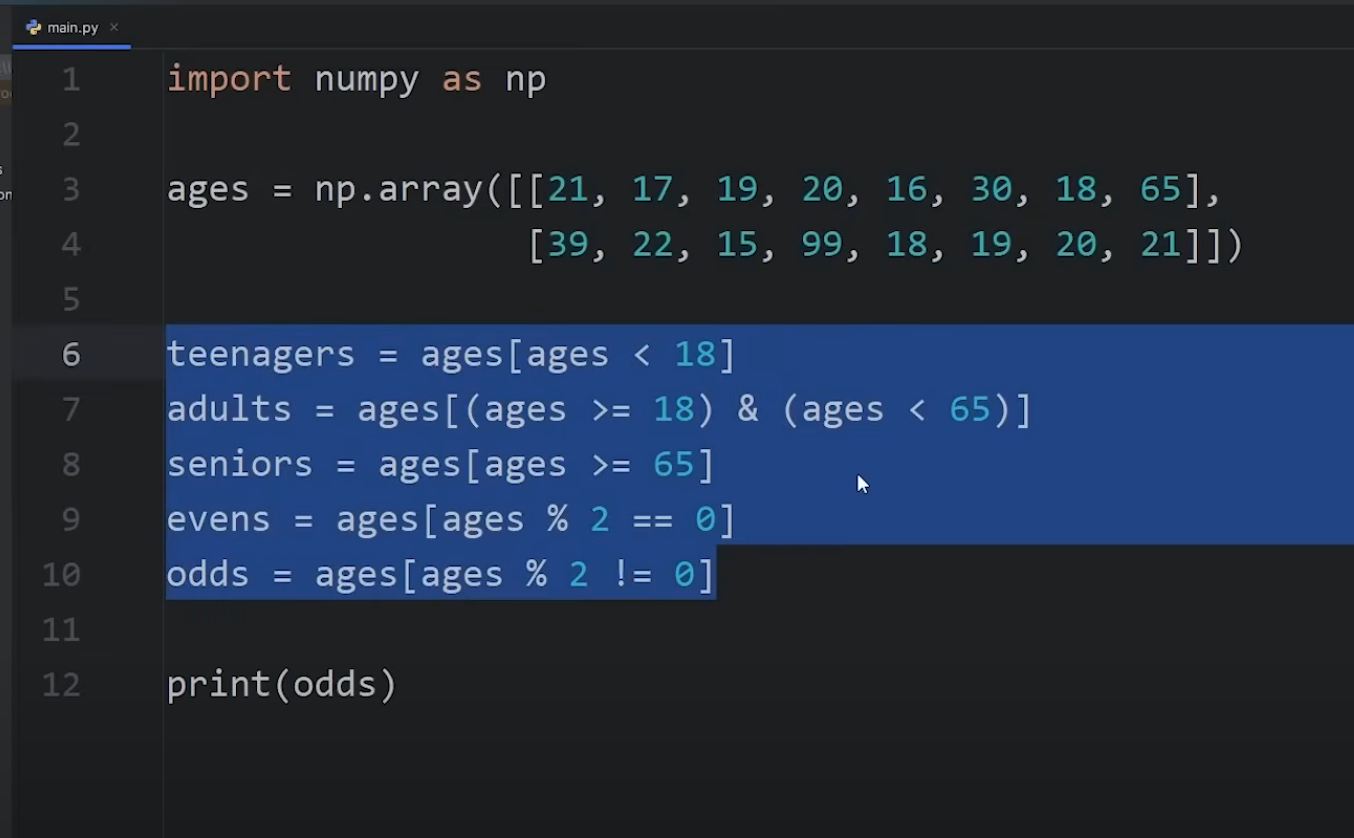 main.py ×
1 import numpy as np
2
3 ages = np.array([[21, 17, 19, 20, 16, 30, 18, 65],
4                  [39, 22, 15, 99, 18, 19, 20, 21]])
5
6 teenagers = ages[ages < 18]
7 adults = ages[(ages >= 18) & (ages < 65)]
8 seniors = ages[ages >= 65]
9 evens = ages[ages % 2 == 0]
10 odds = ages[ages % 2 != 0]
11
12 print(odds)